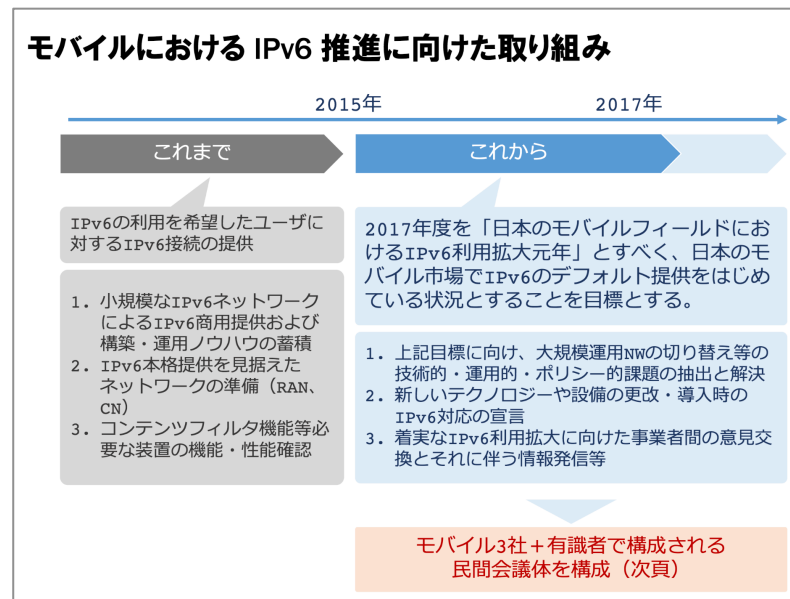 モバイルにおける IPv6 推進に向けた取り組み
2015年
2017年
これまで
これから
IPv6の利用を希望したユーザに
対するIPv6接続の提供
1. 小規模なIPv6ネットワーク
によるIPv6商用提供および
構築・運用ノウハウの蓄積
2. IPv6本格提供を見据えた
ネットワークの準備（RAN、
CN）
3. コンテンツフィルタ機能等必
要な装置の機能・性能確認
2017年度を「日本のモバイルフィールドにお
けるIPv6利用拡大元年」とすべく、日本のモ
バイル市場でIPv6のデフォルト提供をはじめ
ている状況とすることを目標とする。
1. 上記目標に向け、大規模運用NWの切り替え等の
技術的・運用的・ポリシー的課題の抽出と解決
2. 新しいテクノロジーや設備の更改・導入時の
IPv6対応の宣言
3. 着実なIPv6利用拡大に向けた事業者間の意見交
換とそれに伴う情報発信等
モバイル3社＋有識者で構成される
民間会議体を構成（次頁）